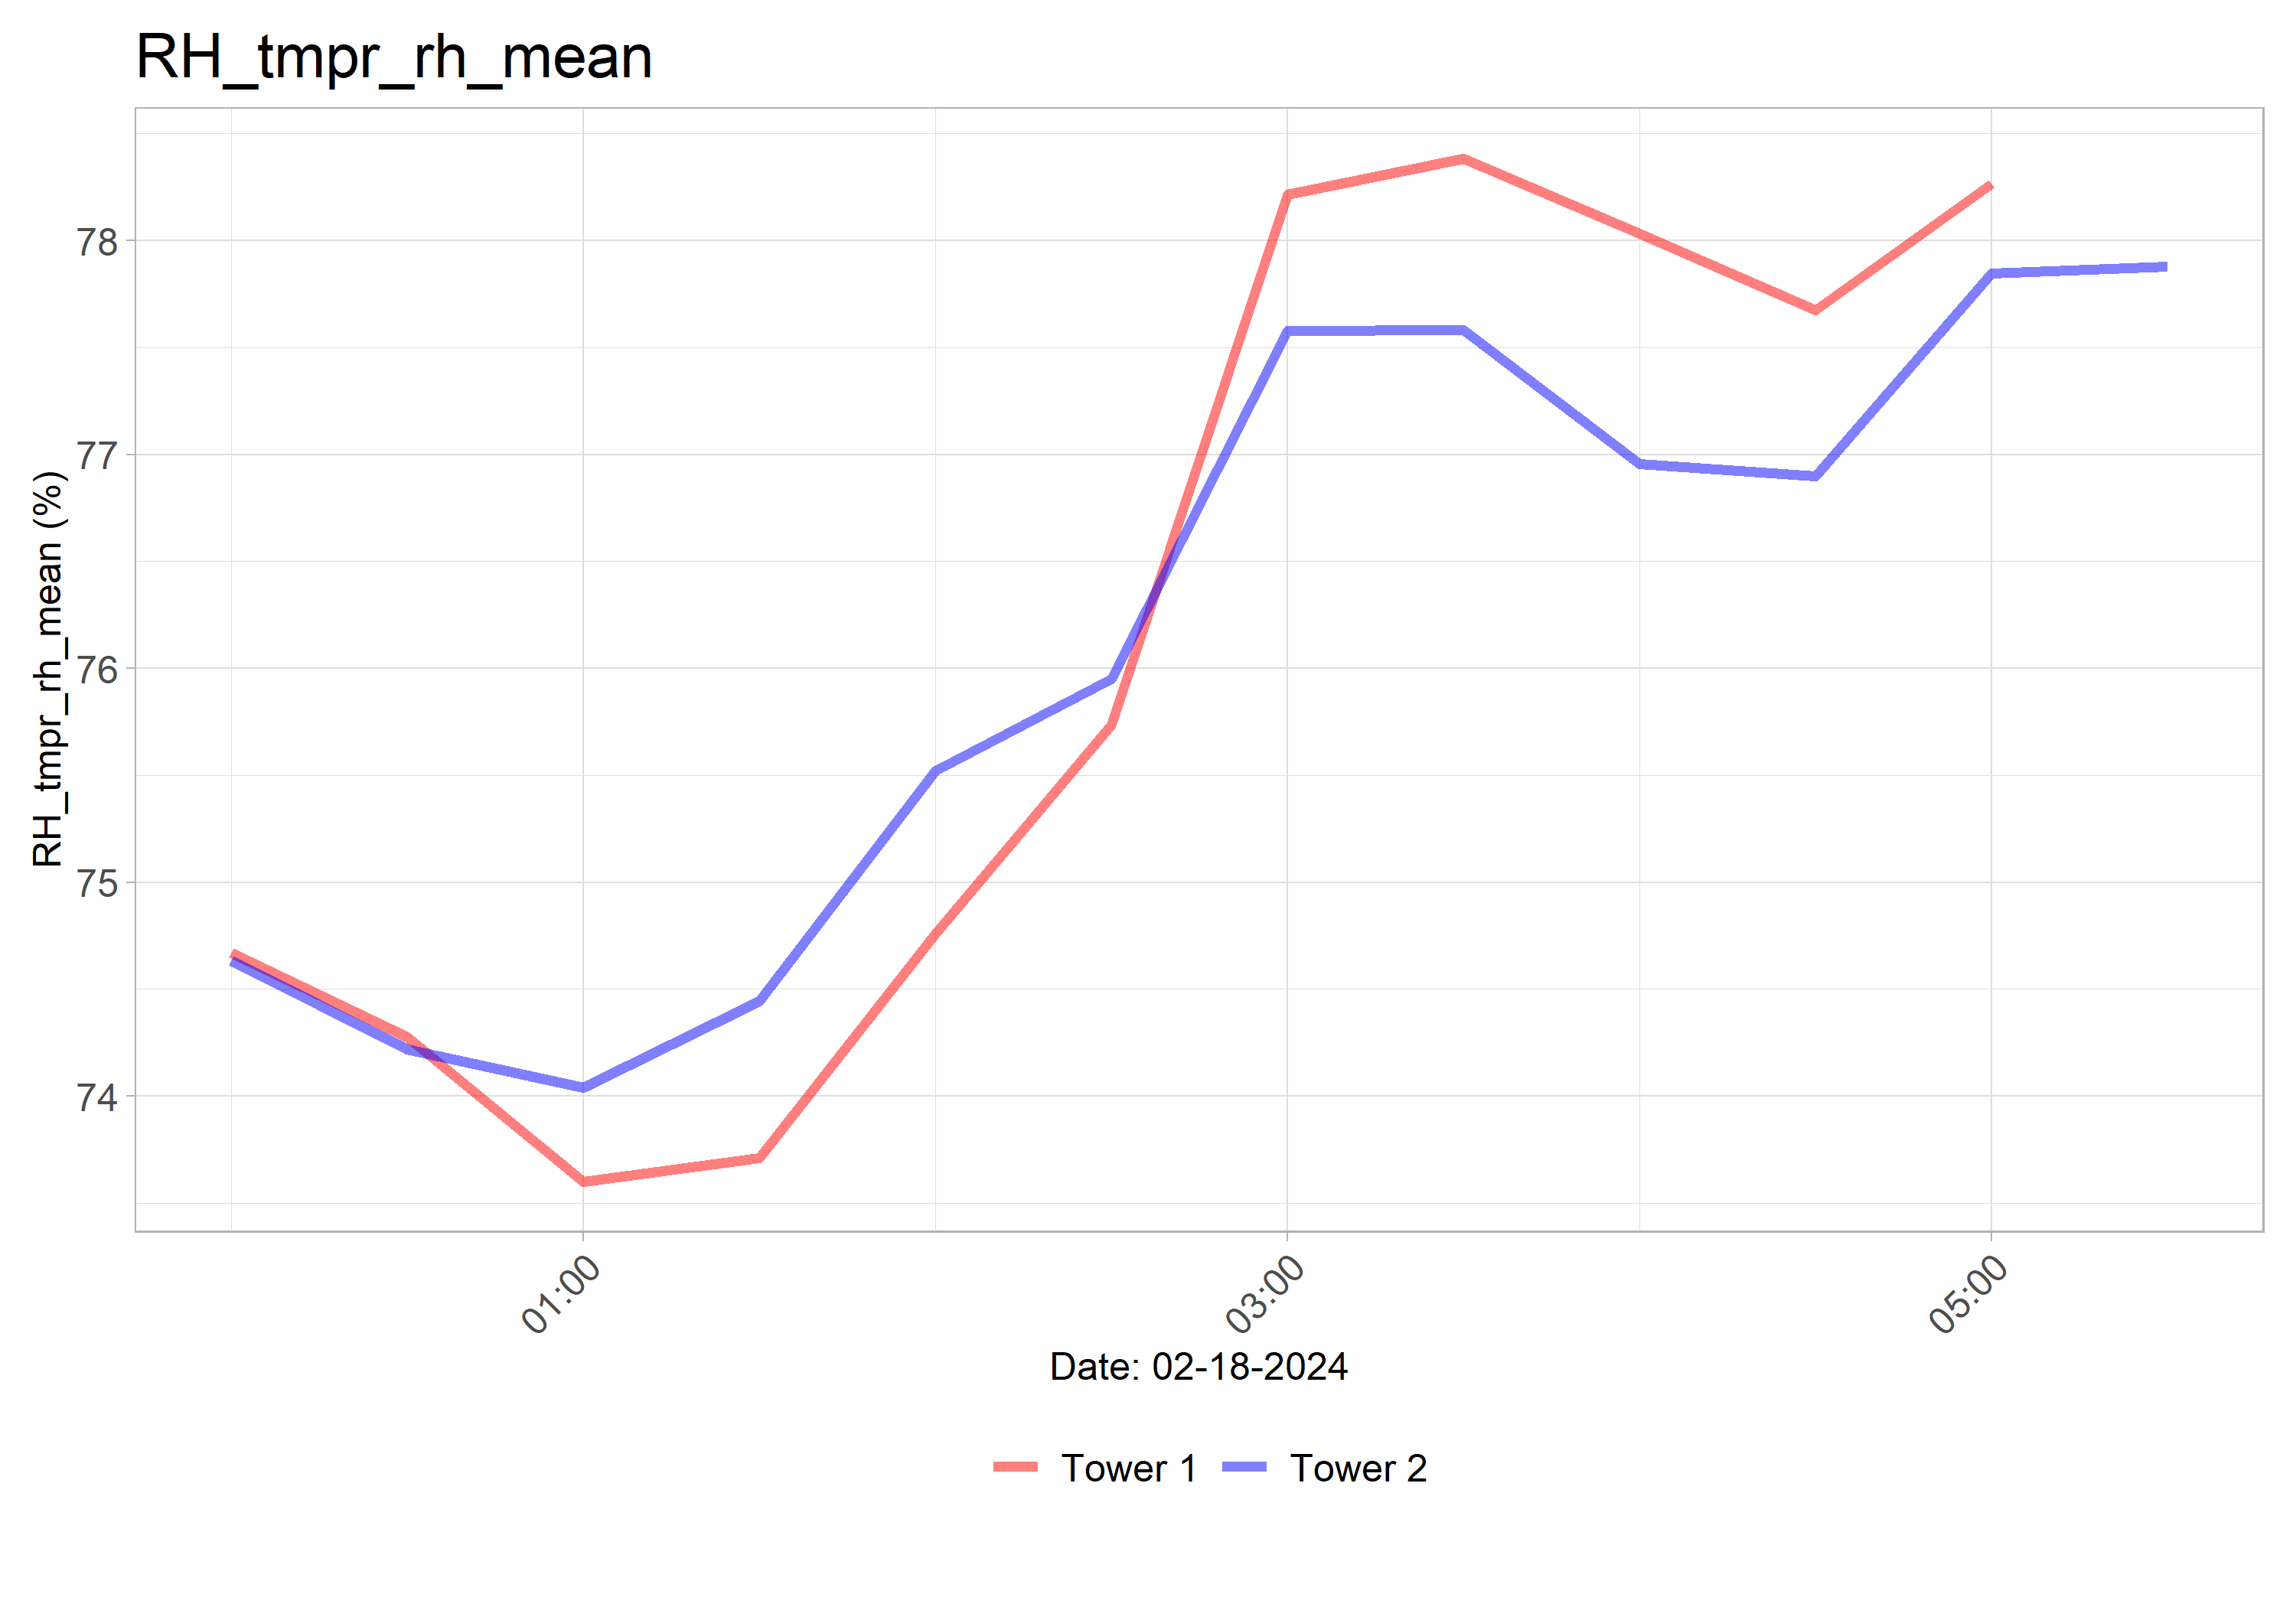 RH_tmpr_rh_mean
RH_tmpr_rh_mean (%)
78
77
76
75
74
01:00
03:00
05:00
Date: 02-18-2024
Tower 1
Tower 2